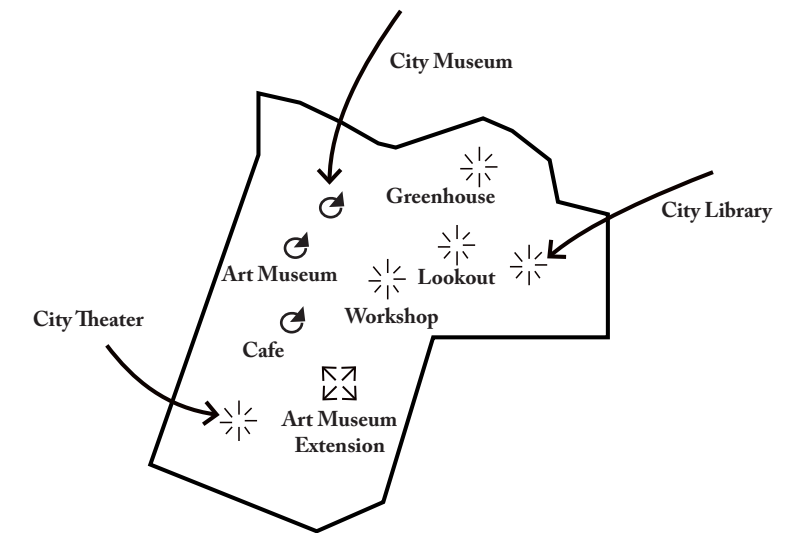 City Museum
Greenhouse
City Library
Art Museum
Lookout
Workshop
City Theater
Cafe
Art Museum
Extension